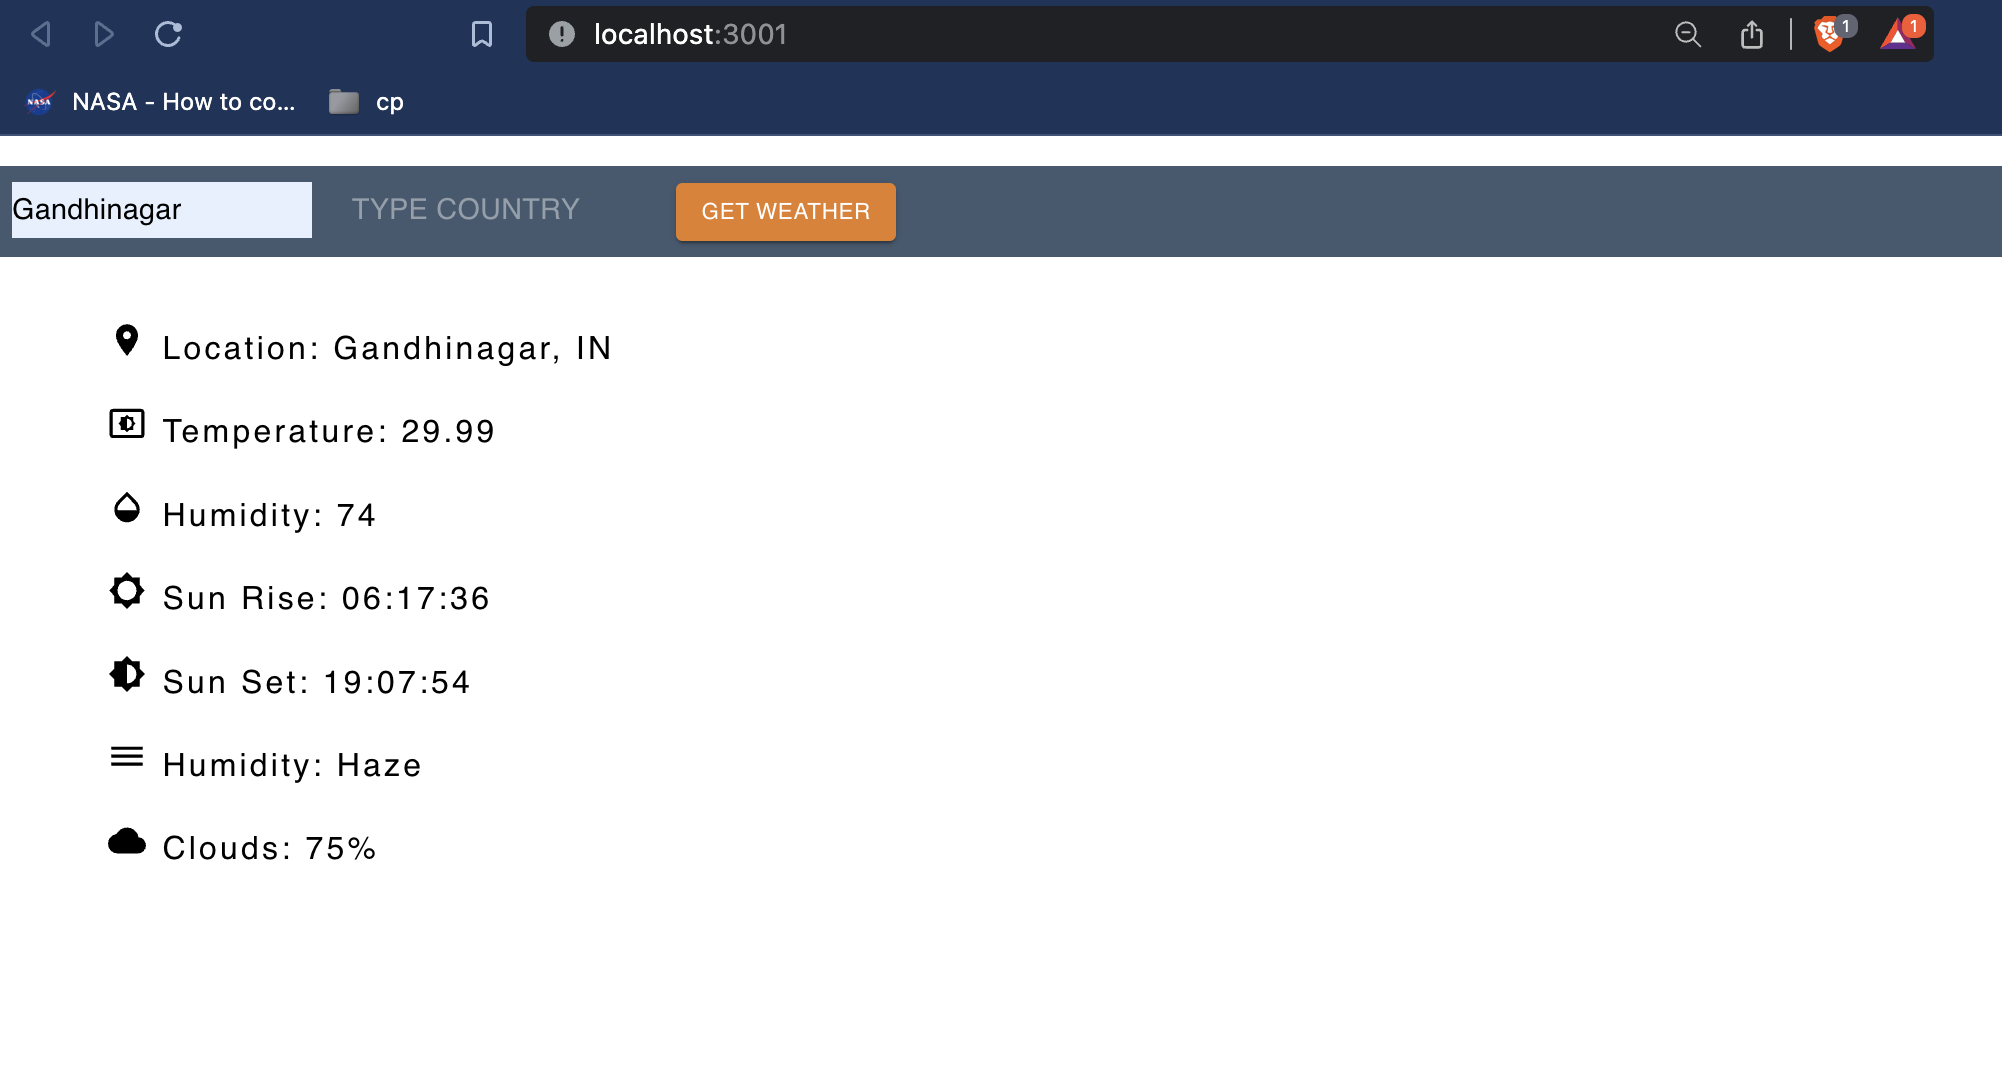 localhost:3001
1
1
NASA
NASA - How to co...
cp
Gandhinagar
TYPE COUNTRY
GET WEATHER
Location: Gandhinagar, IN
Temperature: 29.99
Humidity: 74
Sun Rise: 06:17:36
Sun Set: 19:07:54
Humidity: Haze
Clouds: 75%